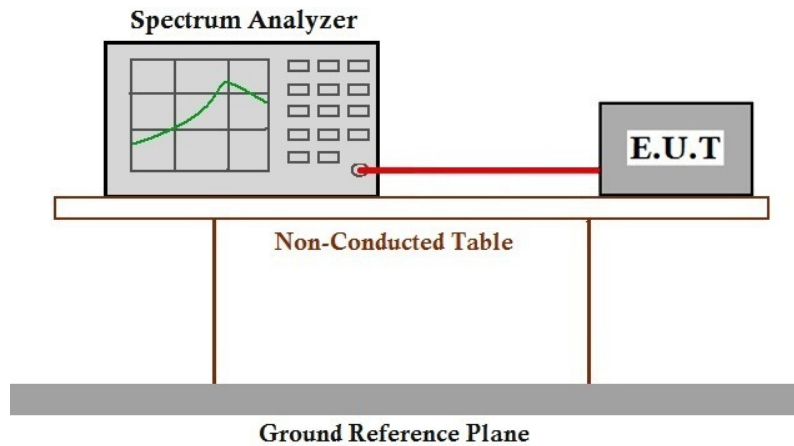 Spectrum Analyzer
E.U.T
Non-Conducted Table
Ground Reference Plane